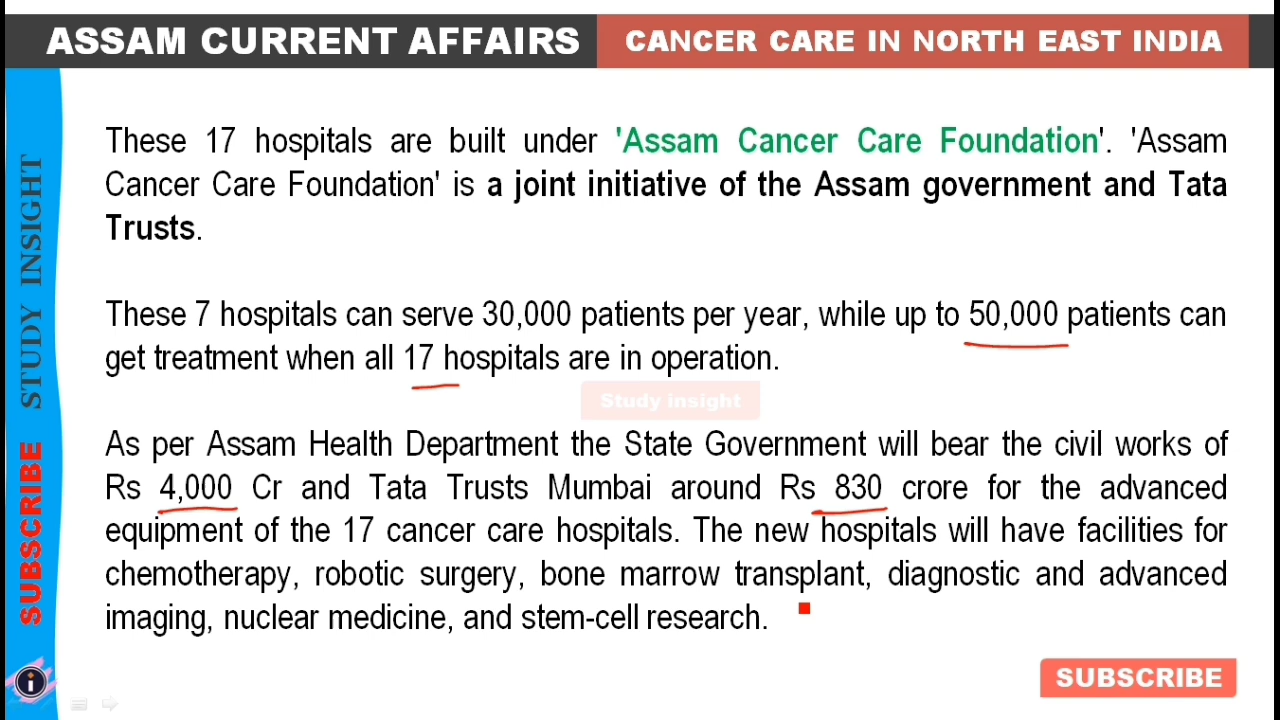 ASSAM CURRENT AFFAIRS
CANCER CARE IN NORTH EAST INDIA
These 17 hospitals are built under 'Assam Cancer Care Foundation'. 'Assam
Cancer Care Foundation' is a joint initiative of the Assam government and Tata
Trusts.
These 7 hospitals can serve 30,000 patients per year, while up to 50,000 patients can
get treatment when all 17 hospitals are in operation.
Study insight
As per Assam Health Department the State Government will bear the civil works of
Rs 4,000 Cr and Tata Trusts Mumbai around Rs 830 crore for the advanced
equipment of the 17 cancer care hospitals. The new hospitals will have facilities for
chemotherapy, robotic surgery, bone marrow transplant, diagnostic and advanced
imaging, nuclear medicine, and stem-cell research.
SUBSCRIBE STUDY INSIGHT
i
SUBSCRIBE